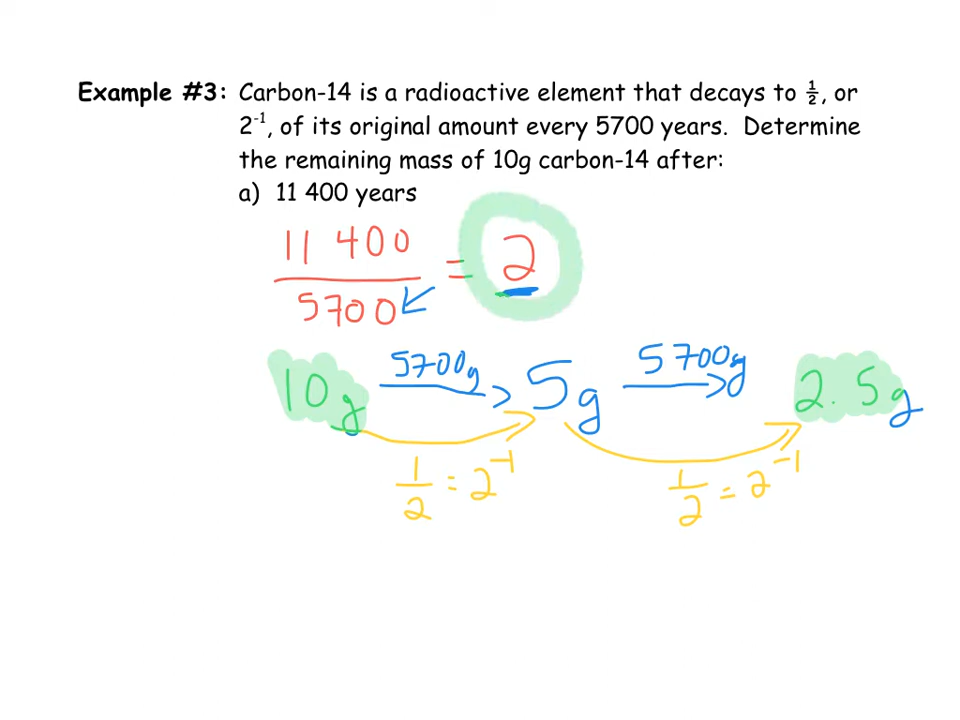 Example #3: Carbon-14 is a radioactive element that decays to ½, or
2⁻¹, of its original amount every 5700 years. Determine
the remaining mass of 10g carbon-14 after:
a) 11 400 years
11 400
5700
= 2
10g 5700g 5g 5700g 2.5g
1/2 = 2⁻¹ 1/2 = 2⁻¹